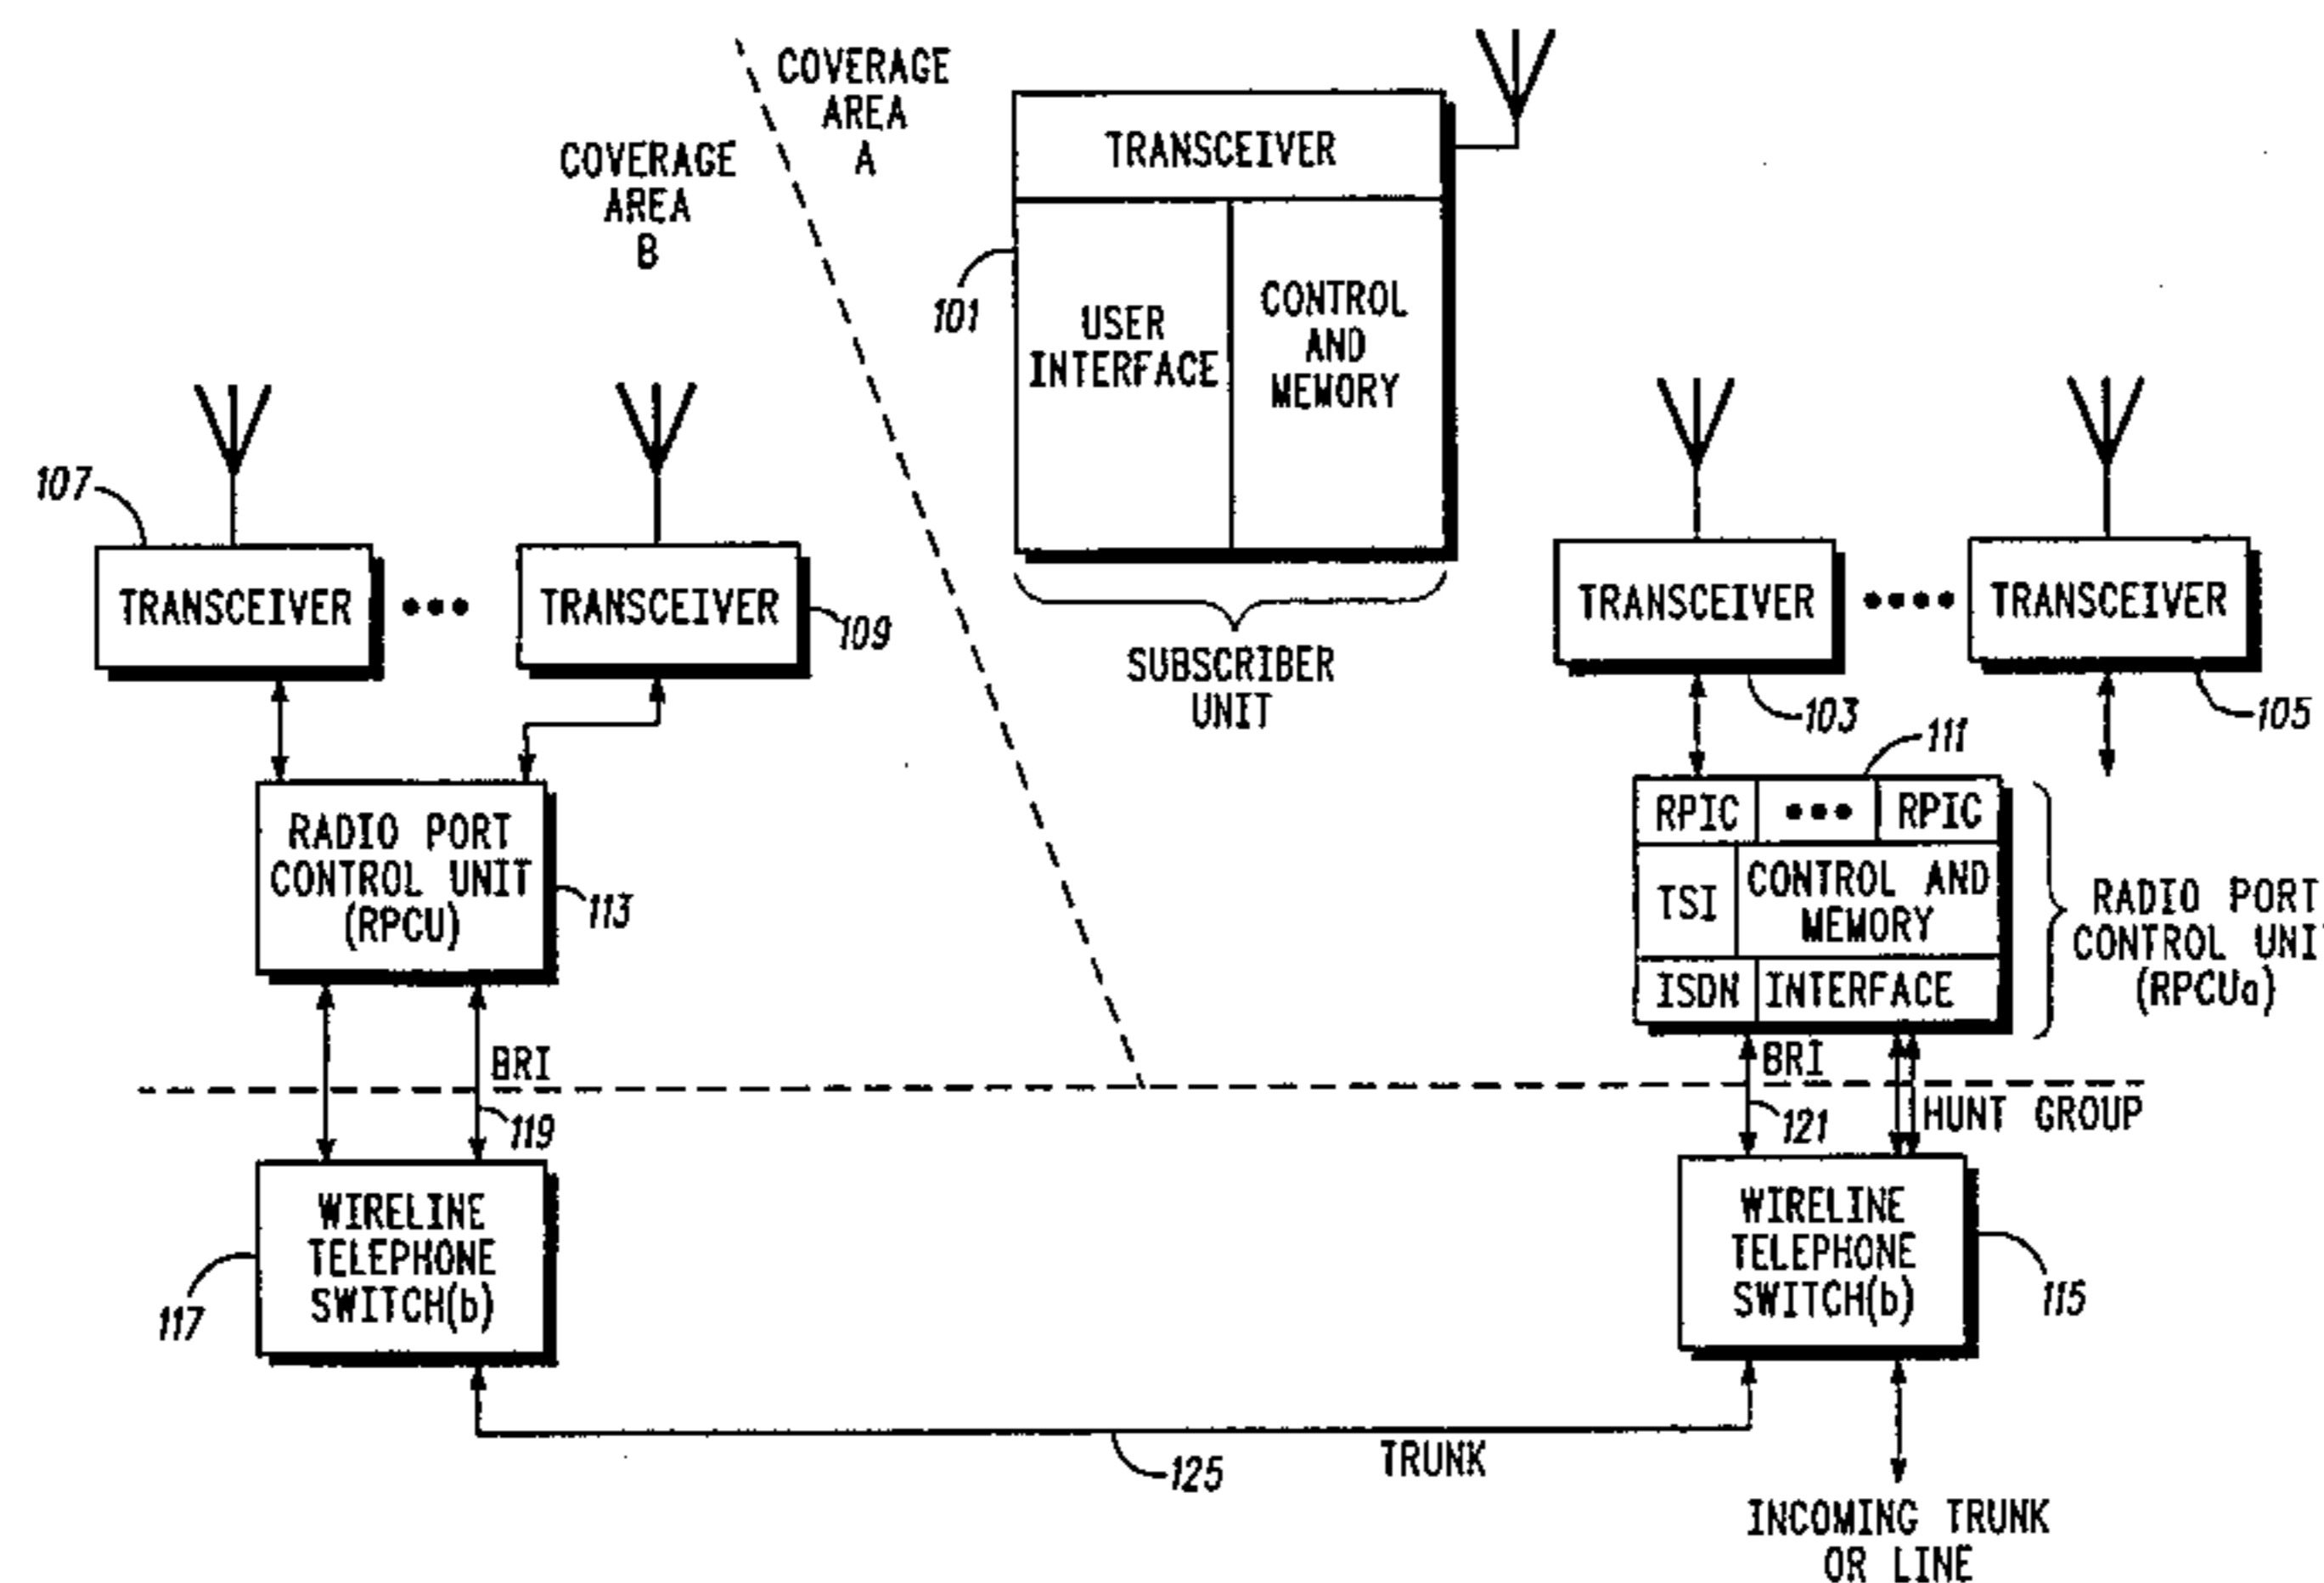 COVERAGE
AREA
A
COVERAGE
AREA
B
TRANSCEIVER
101
USER
INTERFACE
CONTROL
AND
MEMORY
SUBSCRIBER
UNIT
107
TRANSCEIVER
•••
TRANSCEIVER
109
TRANSCEIVER
••••
TRANSCEIVER
103
105
111
RADIO PORT
CONTROL UNIT
(RPCU)
113
RPIC
•••
RPIC
TSI
CONTROL AND
MEMORY
ISDN
INTERFACE
RADIO PORT
CONTROL UNIT
(RPCUa)
BRI
119
BRI
121
HUNT GROUP
WIRELINE
TELEPHONE
SWITCH(b)
117
WIRELINE
TELEPHONE
SWITCH(b)
115
125
TRUNK
INCOMING TRUNK
OR LINE